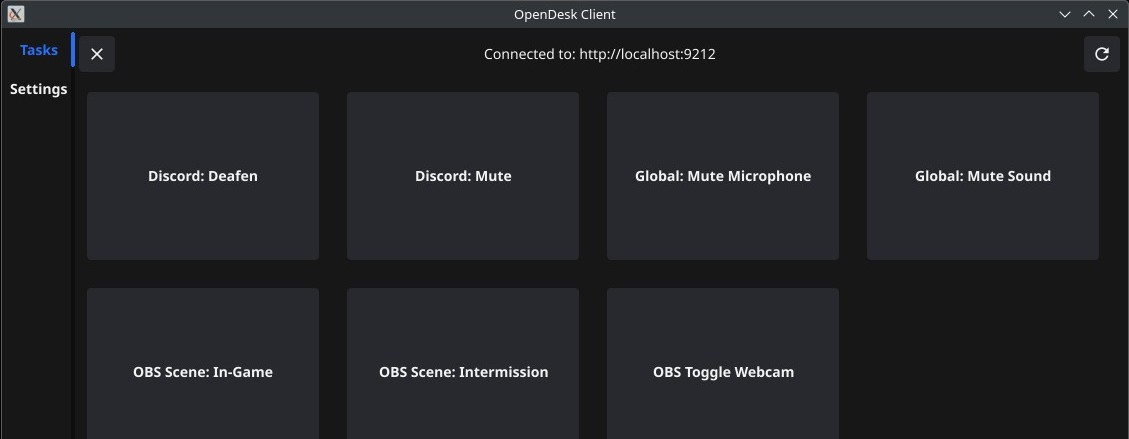 OpenDesk Client
Tasks
Connected to: http://localhost:9212
Settings
Discord: Deafen
Discord: Mute
Global: Mute Microphone
Global: Mute Sound
OBS Scene: In-Game
OBS Scene: Intermission
OBS Toggle Webcam